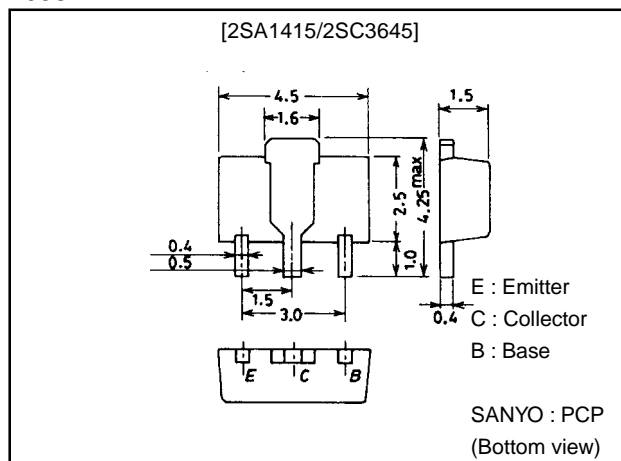 [2SA1415/2SC3645]
4.5
1.6
1.5
2.5
4.25max
1.0
0.4
0.5
1.5
3.0
0.4
E : Emitter
C : Collector
B : Base
E C B
SANYO : PCP
(Bottom view)